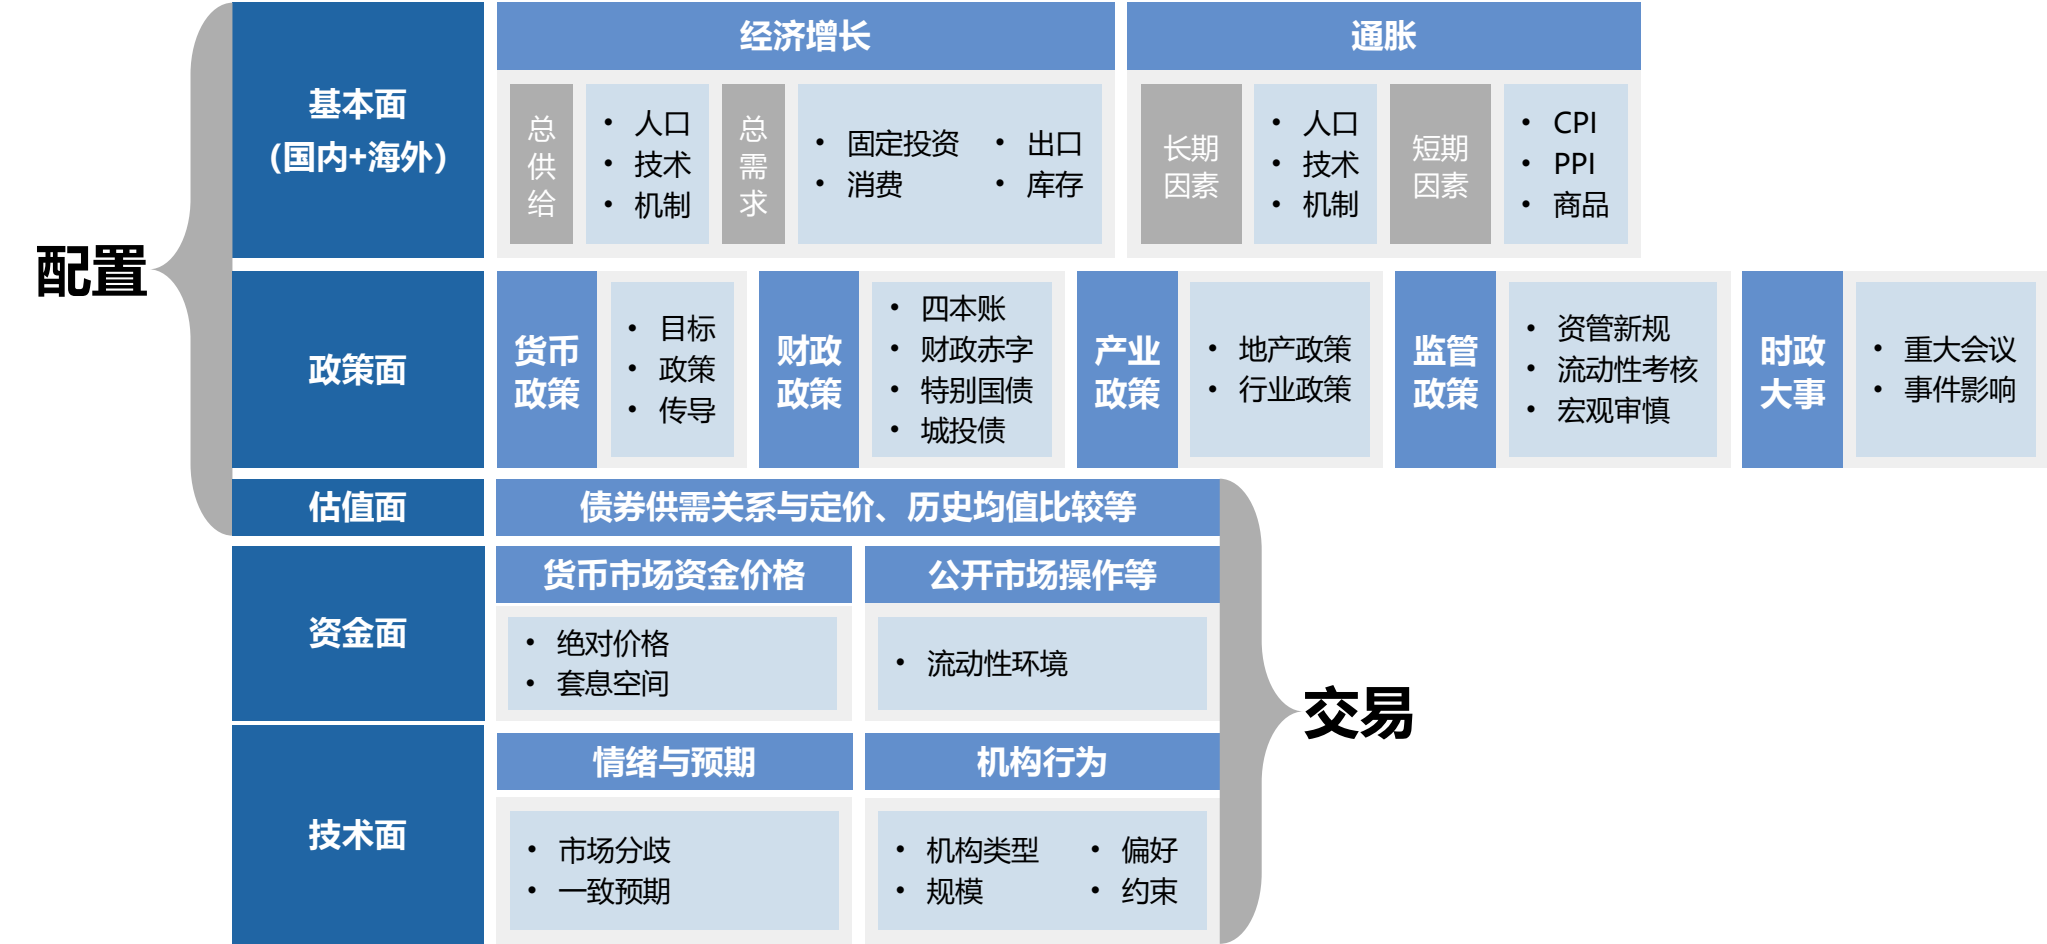 配置
基本面
（国内+海外）
经济增长
总
供
给
• 人口
• 技术
• 机制
总
需
求
• 固定投资
• 消费
• 出口
• 库存
通胀
长期
因素
• 人口
• 技术
• 机制
短期
因素
• CPI
• PPI
• 商品
政策面
货币
政策
• 目标
• 政策
• 传导
财政
政策
• 四本账
• 财政赤字
• 特别国债
• 城投债
产业
政策
• 地产政策
• 行业政策
监管
政策
• 资管新规
• 流动性考核
• 宏观审慎
时政
大事
• 重大会议
• 事件影响
估值面
债券供需关系与定价、历史均值比较等
资金面
货币市场资金价格
• 绝对价格
• 套息空间
公开市场操作等
• 流动性环境
交易
技术面
情绪与预期
• 市场分歧
• 一致预期
机构行为
• 机构类型
• 规模
• 偏好
• 约束